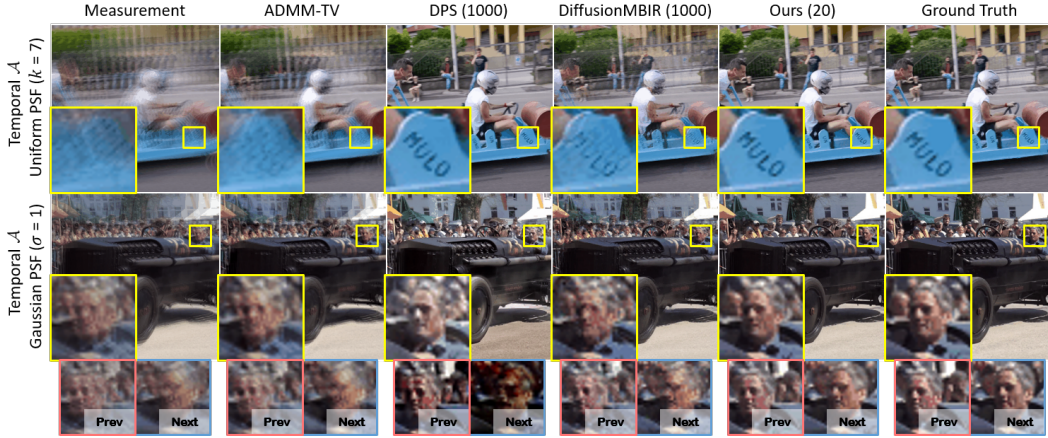 Measurement ADMM-TV DPS (1000) DiffusionMBIR (1000) Ours (20) Ground Truth
Temporal 𝒜
Uniform PSF (k = 7)
MULO MULO MULO
Temporal 𝒜
Gaussian PSF (σ = 1)
Prev Next Prev Next Prev Next Prev Next Prev Next Prev Next